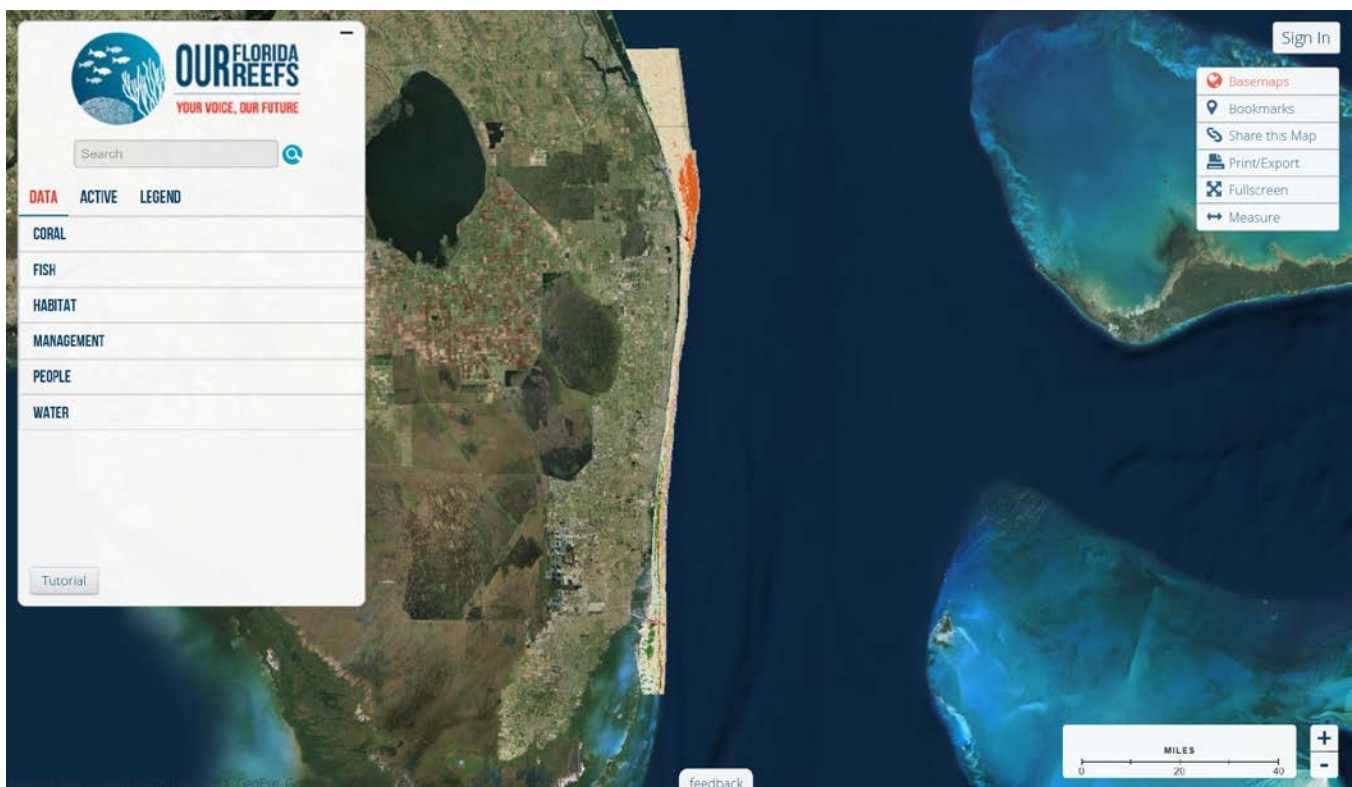 OUR FLORIDA REEFS
YOUR VOICE, OUR FUTURE
Search
DATA ACTIVE LEGEND
CORAL
FISH
HABITAT
MANAGEMENT
PEOPLE
WATER
Tutorial
Sign In
Basemaps
Bookmarks
Share this Map
Print/Export
Fullscreen
Measure
MILES
0 20 40
+
-
GeoEye
feedback